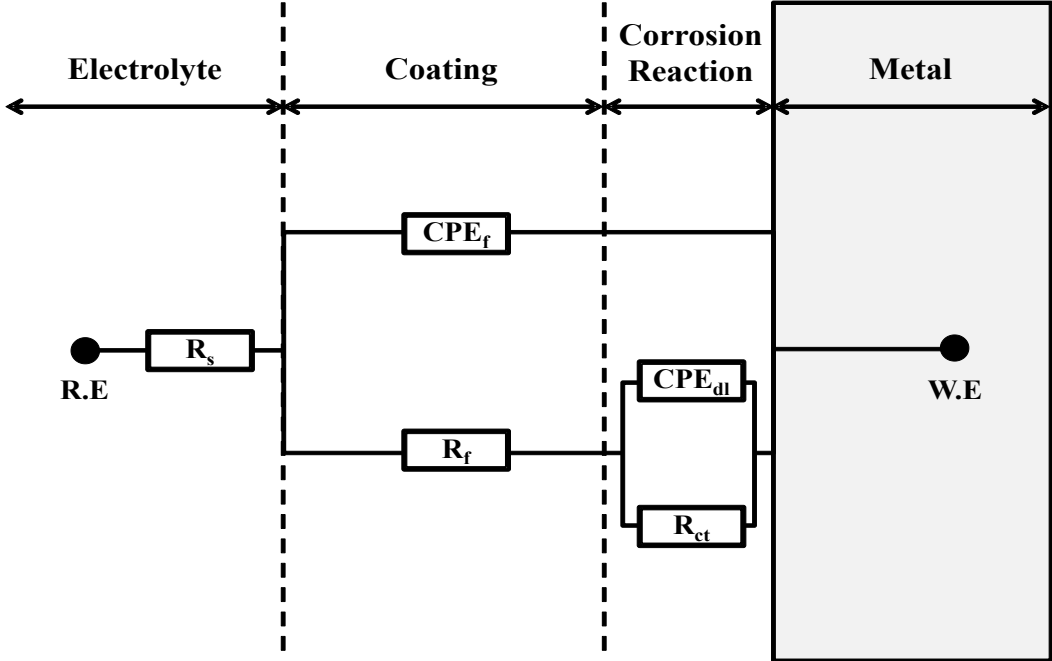 Electrolyte
Coating
Corrosion
Reaction
Metal
CPEf
Rs
R.E
CPEdl
W.E
Rf
Rct